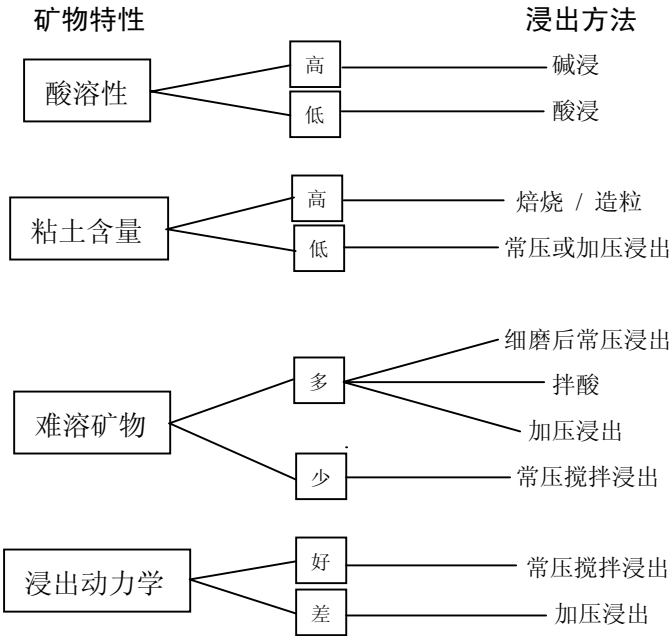 矿物特性 浸出方法
酸溶性
高 碱浸
低 酸浸
粘土含量
高 焙烧 / 造粒
低 常压或加压浸出
难溶矿物
多
细磨后常压浸出
拌酸
加压浸出
少 常压搅拌浸出
浸出动力学
好 常压搅拌浸出
差 加压浸出